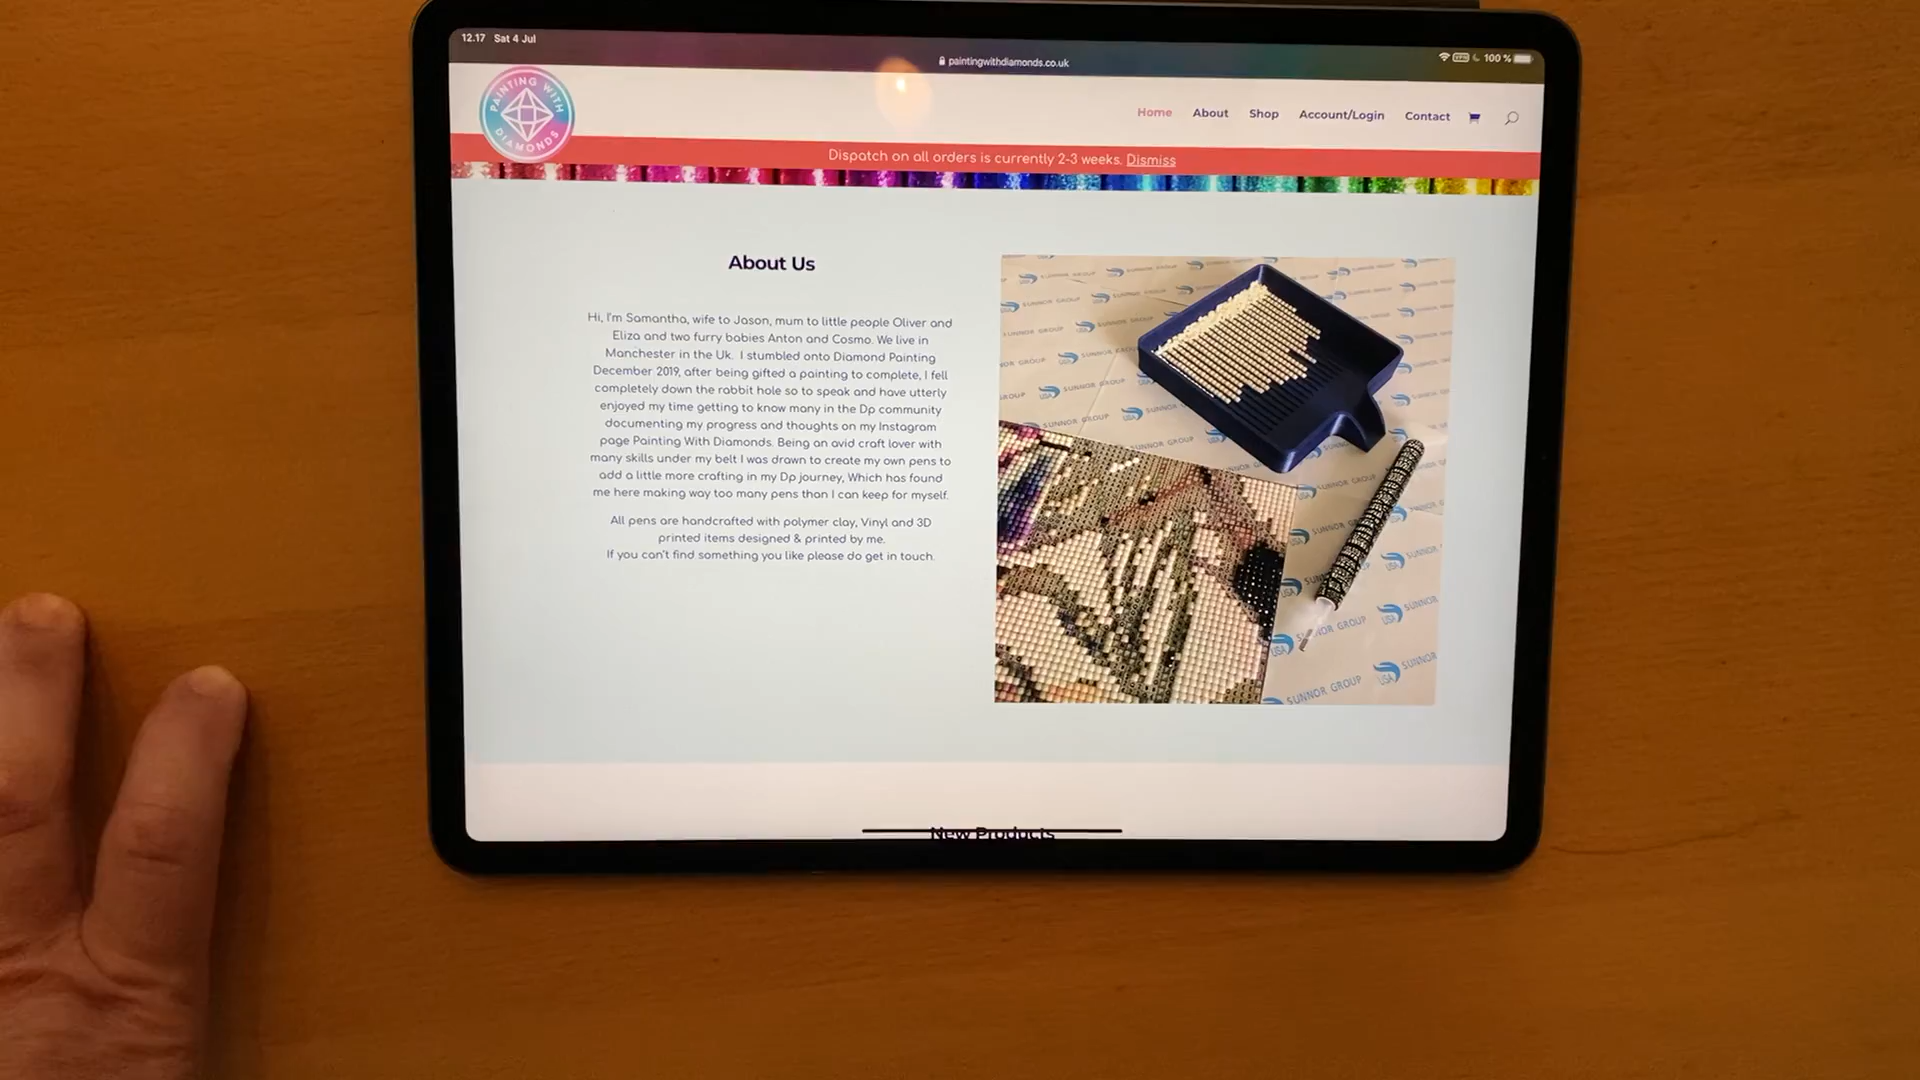 12.17 Sat 4 Jul
paintingwithdiamonds.co.uk
100 %
PAINTING WITH DIAMONDS
Home About Shop Account/Login Contact
Dispatch on all orders is currently 2-3 weeks. Dismiss
About Us
Hi, I'm Samantha, wife to Jason, mum to little people Oliver and
Eliza and two furry babies Anton and Cosmo. We live in
Manchester in the Uk. I stumbled onto Diamond Painting
December 2019, after being gifted a painting to complete, I fell
completely down the rabbit hole so to speak and have utterly
enjoyed my time getting to know many in the Dp community
documenting my progress and thoughts on my Instagram
page Painting With Diamonds. Being an avid craft lover with
many skills under my belt I was drawn to create my own pens to
add a little more crafting in my Dp journey, Which has found
me here making way too many pens than I can keep for myself.
All pens are handcrafted with polymer clay, Vinyl and 3D
printed items designed & printed by me.
If you can't find something you like please do get in touch.
SUNNOR GROUP
USA
SUNNOR GROUP
USA
SUNNOR GROUP
New Products